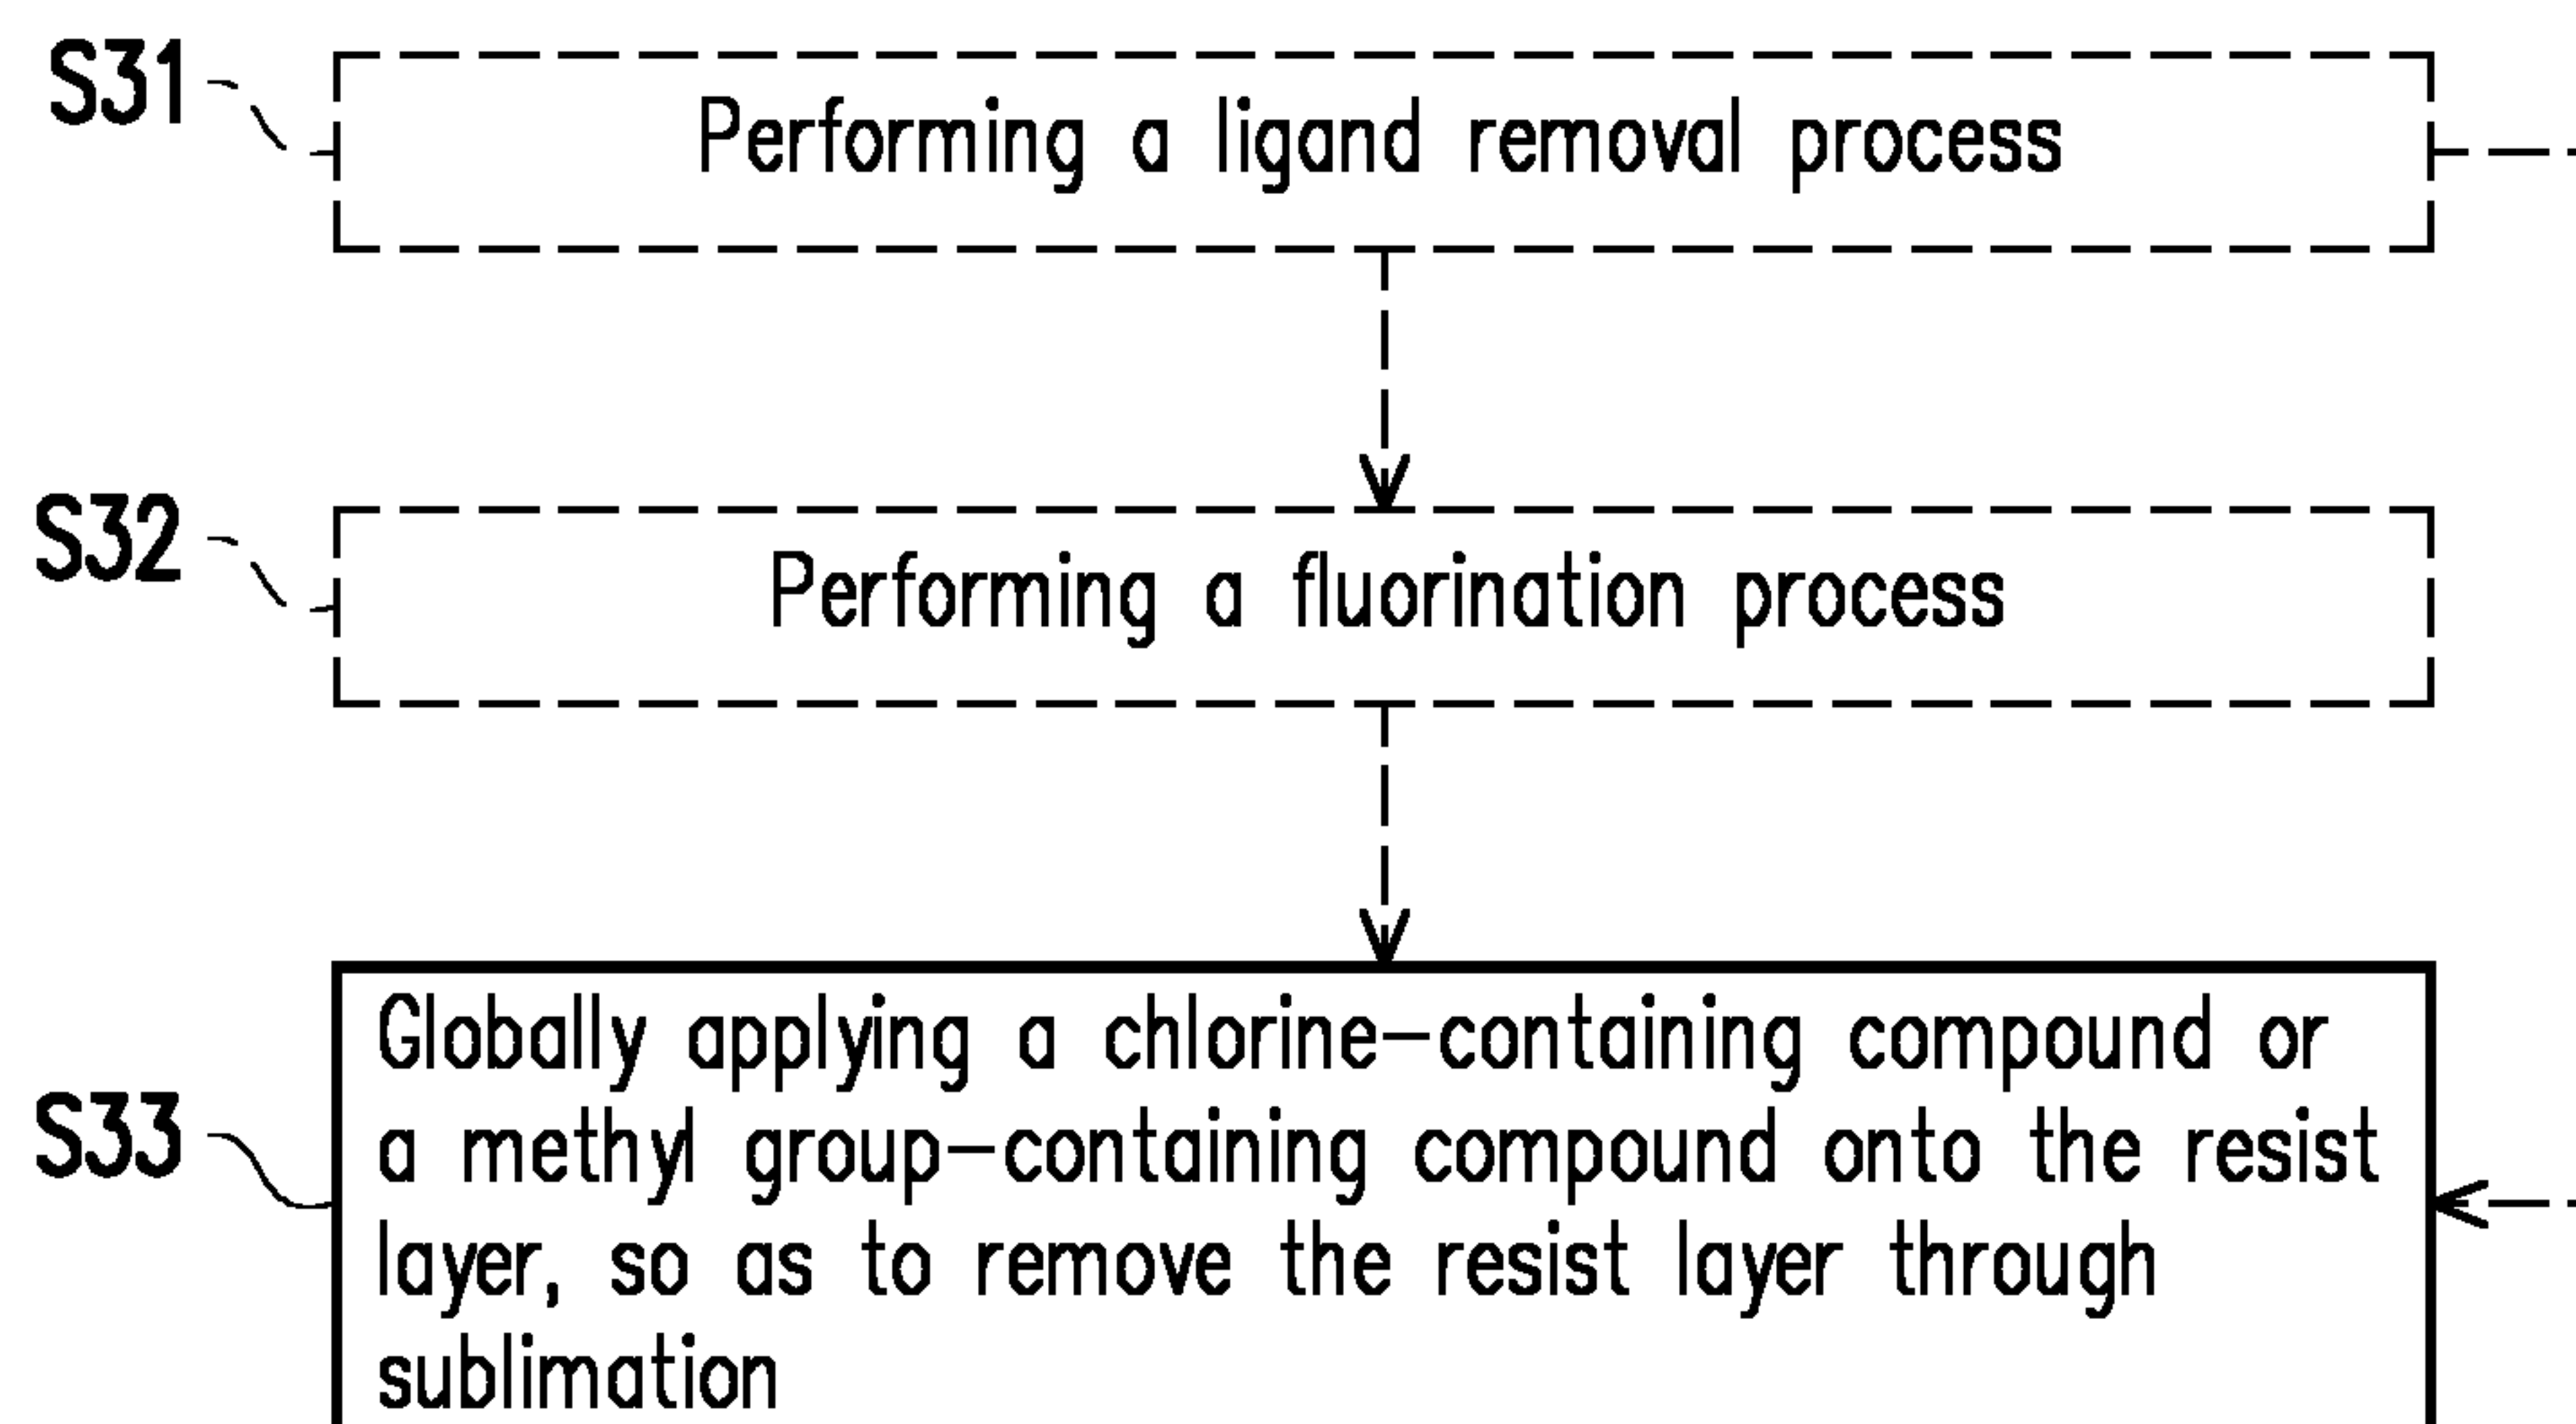 S31
Performing a ligand removal process
S32
Performing a fluorination process
S33
Globally applying a chlorine-containing compound or
a methyl group-containing compound onto the resist
layer, so as to remove the resist layer through
sublimation